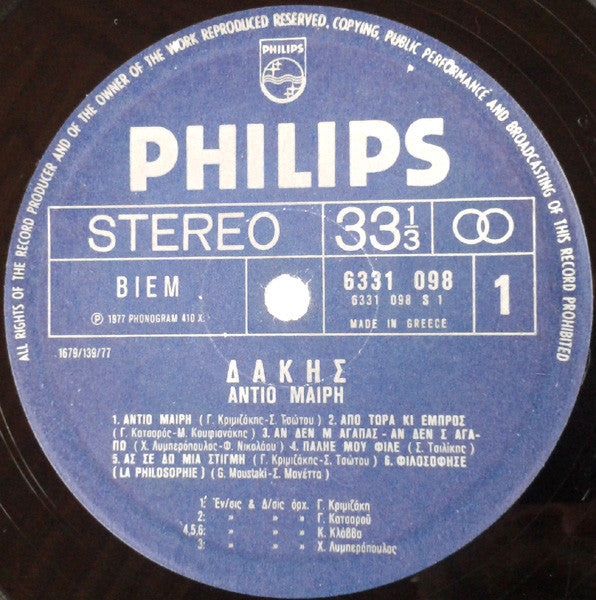 ALL RIGHTS OF THE RECORD PRODUCER AND OF THE OWNER OF THE WORK REPRODUCED RESERVED, COPYING, PUBLIC PERFORMANCE AND BROADCASTING OF THIS RECORD PROHIBITED
PHILIPS
PHILIPS
STEREO 33 1/3
BIEM 6331 098 1
6331 098 S 1
Ⓟ 1977 PHONOGRAM 410 X. MADE IN GREECE
1679/139/77
ΔΑΚΗΣ
ΑΝΤΙΟ ΜΑΙΡΗ
1. ΑΝΤΙΟ ΜΑΙΡΗ ( Γ. Κριμιζάκης-Σ. Τσώτου) 2. ΑΠΟ ΤΩΡΑ ΚΙ ΕΜΠΡΟΣ
( Γ. Κατσαρός-Μ. Κουφιανάκης) 3. ΑΝ ΔΕΝ Μ ΑΓΑΠΑΣ - ΑΝ ΔΕΝ Σ ΑΓΑ-
ΠΩ ( Χ. Λυμπερόπουλος-Φ. Νικολάου) 4. ΠΑΛΗΕ ΜΟΥ ΦΙΛΕ ( Σ. Τσιλίκης)
5. ΑΣ ΣΕ ΔΩ ΜΙΑ ΣΤΙΓΜΗ ( Γ. Κριμιζάκης-Σ. Τσώτου) 6. ΦΙΛΟΣΟΦΗΣΕ
( LA PHILOSOPHIE) ( G. Moustaki-Σ. Μανέττα)
1: Ἐν/σις & Δ/σις ὀρχ. Γ. Κριμιζάκη
2: » » » Γ. Κατσαροῦ
4,5,6: » » » Κ. Κλάββα
3: » » » Χ. Λυμπερόπουλος